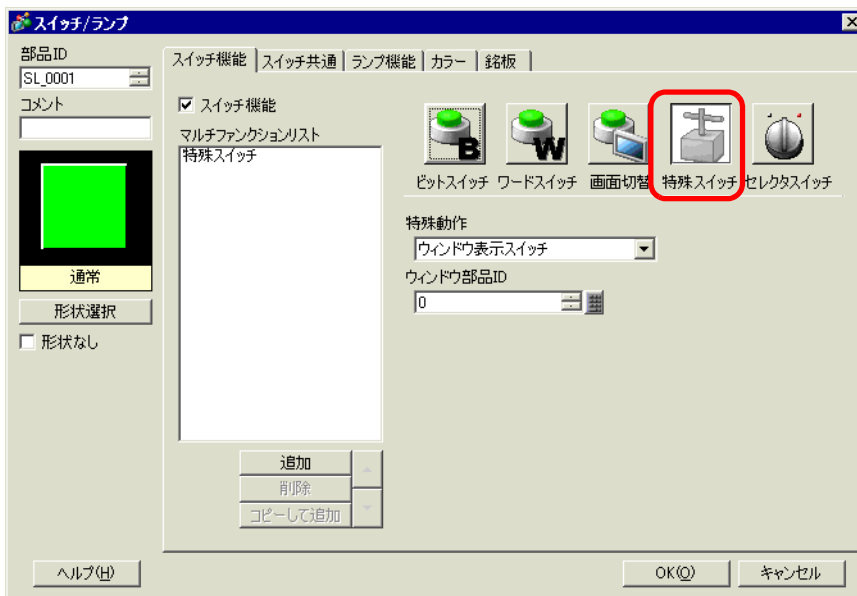 スイッチ/ランプ
部品ID
SL_0001
コメント
通常
形状選択
形状なし
スイッチ機能 スイッチ共通 ランプ機能 カラー 銘板
スイッチ機能
マルチファンクションリスト
特殊スイッチ
追加
削除
コピーして追加
B W
ビットスイッチ ワードスイッチ 画面切替 特殊スイッチ セレクタスイッチ
特殊動作
ウィンドウ表示スイッチ
ウィンドウ部品ID
0
ヘルプ(H) OK(O) キャンセル